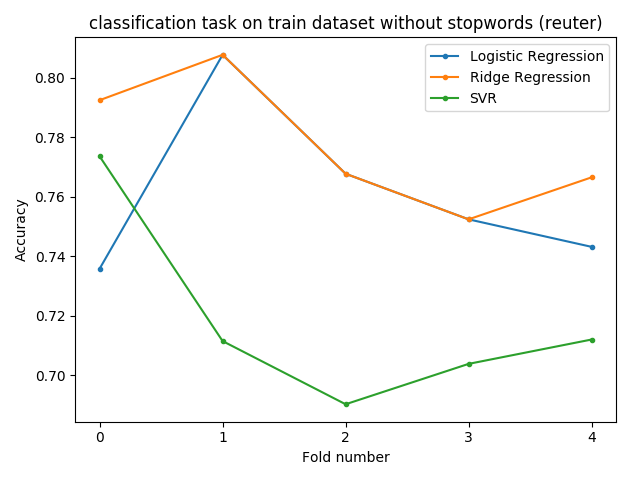 classification task on train dataset without stopwords (reuter)
Logistic Regression
Ridge Regression
SVR
Accuracy
0.80
0.78
0.76
0.74
0.72
0.70
0
1
2
3
4
Fold number